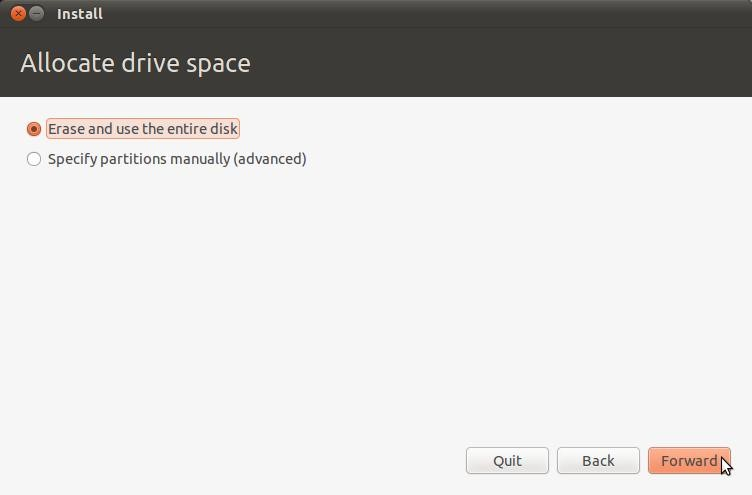 Install
Allocate drive space
Erase and use the entire disk
Specify partitions manually (advanced)
Quit Back Forward